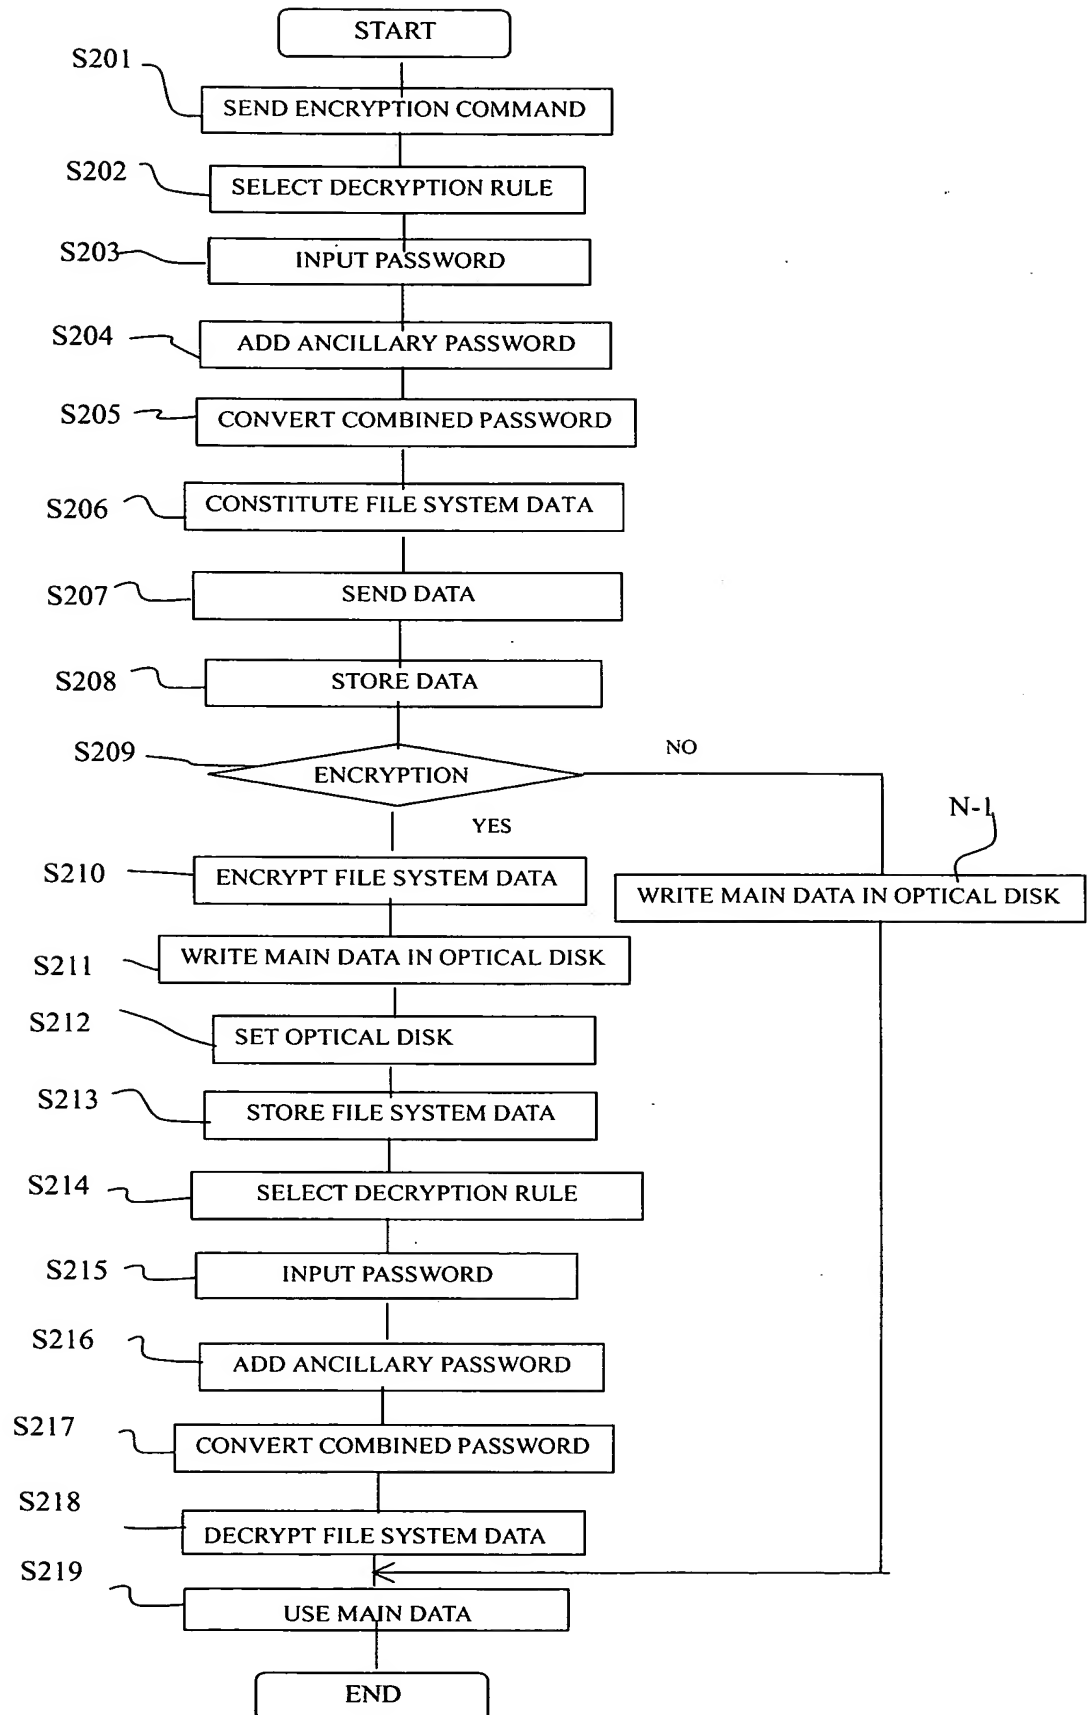 START
S201
SEND ENCRYPTION COMMAND
S202
SELECT DECRYPTION RULE
S203
INPUT PASSWORD
S204
ADD ANCILLARY PASSWORD
S205
CONVERT COMBINED PASSWORD
S206
CONSTITUTE FILE SYSTEM DATA
S207
SEND DATA
S208
STORE DATA
S209
ENCRYPTION
NO
YES
N-1
S210
ENCRYPT FILE SYSTEM DATA
WRITE MAIN DATA IN OPTICAL DISK
S211
WRITE MAIN DATA IN OPTICAL DISK
S212
SET OPTICAL DISK
S213
STORE FILE SYSTEM DATA
S214
SELECT DECRYPTION RULE
S215
INPUT PASSWORD
S216
ADD ANCILLARY PASSWORD
S217
CONVERT COMBINED PASSWORD
S218
DECRYPT FILE SYSTEM DATA
S219
USE MAIN DATA
END